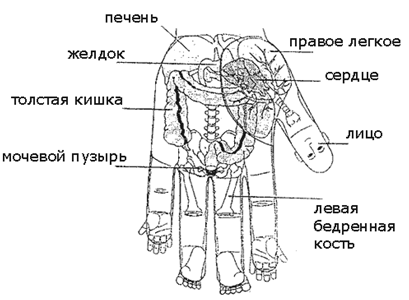 печень
желдок
толстая кишка
мочевой пузырь
правое легкое
сердце
лицо
левая
бедренная
кость